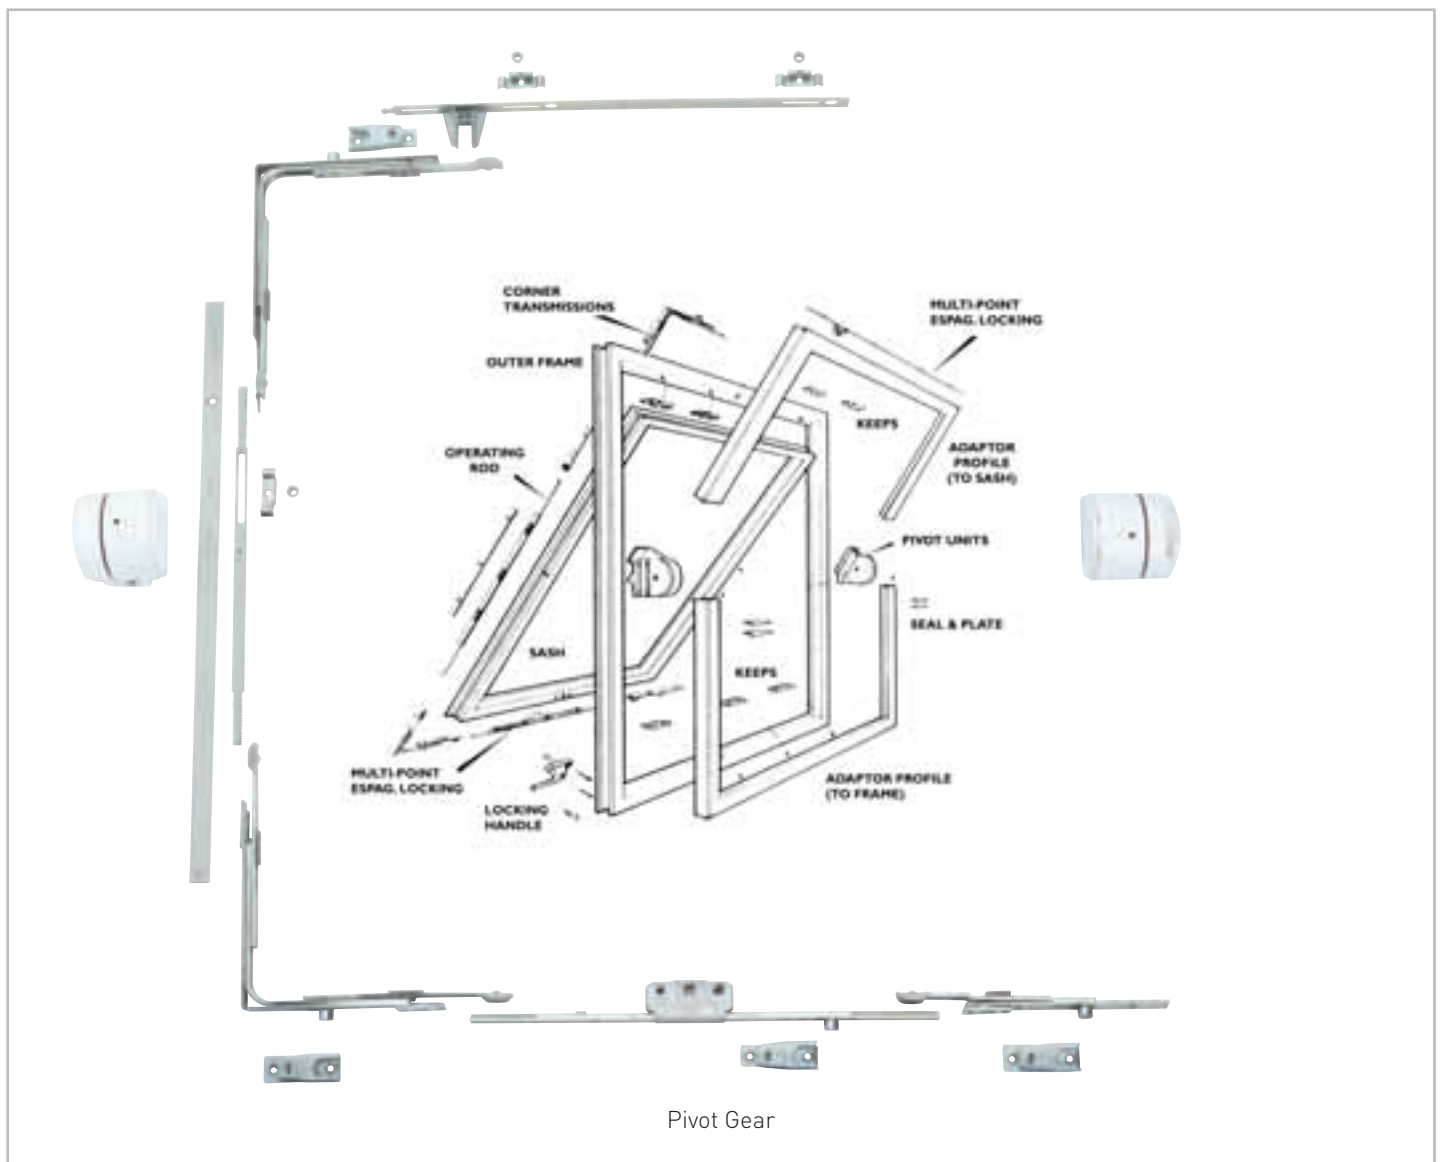 CORNER
TRANSMISSIONS
MULTI-POINT
ESPAG. LOCKING
OUTER FRAME
KEEPS
OPERATING
ROD
ADAPTOR
PROFILE
(TO SASH)
PIVOT UNITS
SEAL & PLATE
SASH
KEEPS
MULTI-POINT
ESPAG. LOCKING
ADAPTOR PROFILE
(TO FRAME)
LOCKING
HANDLE
Pivot Gear